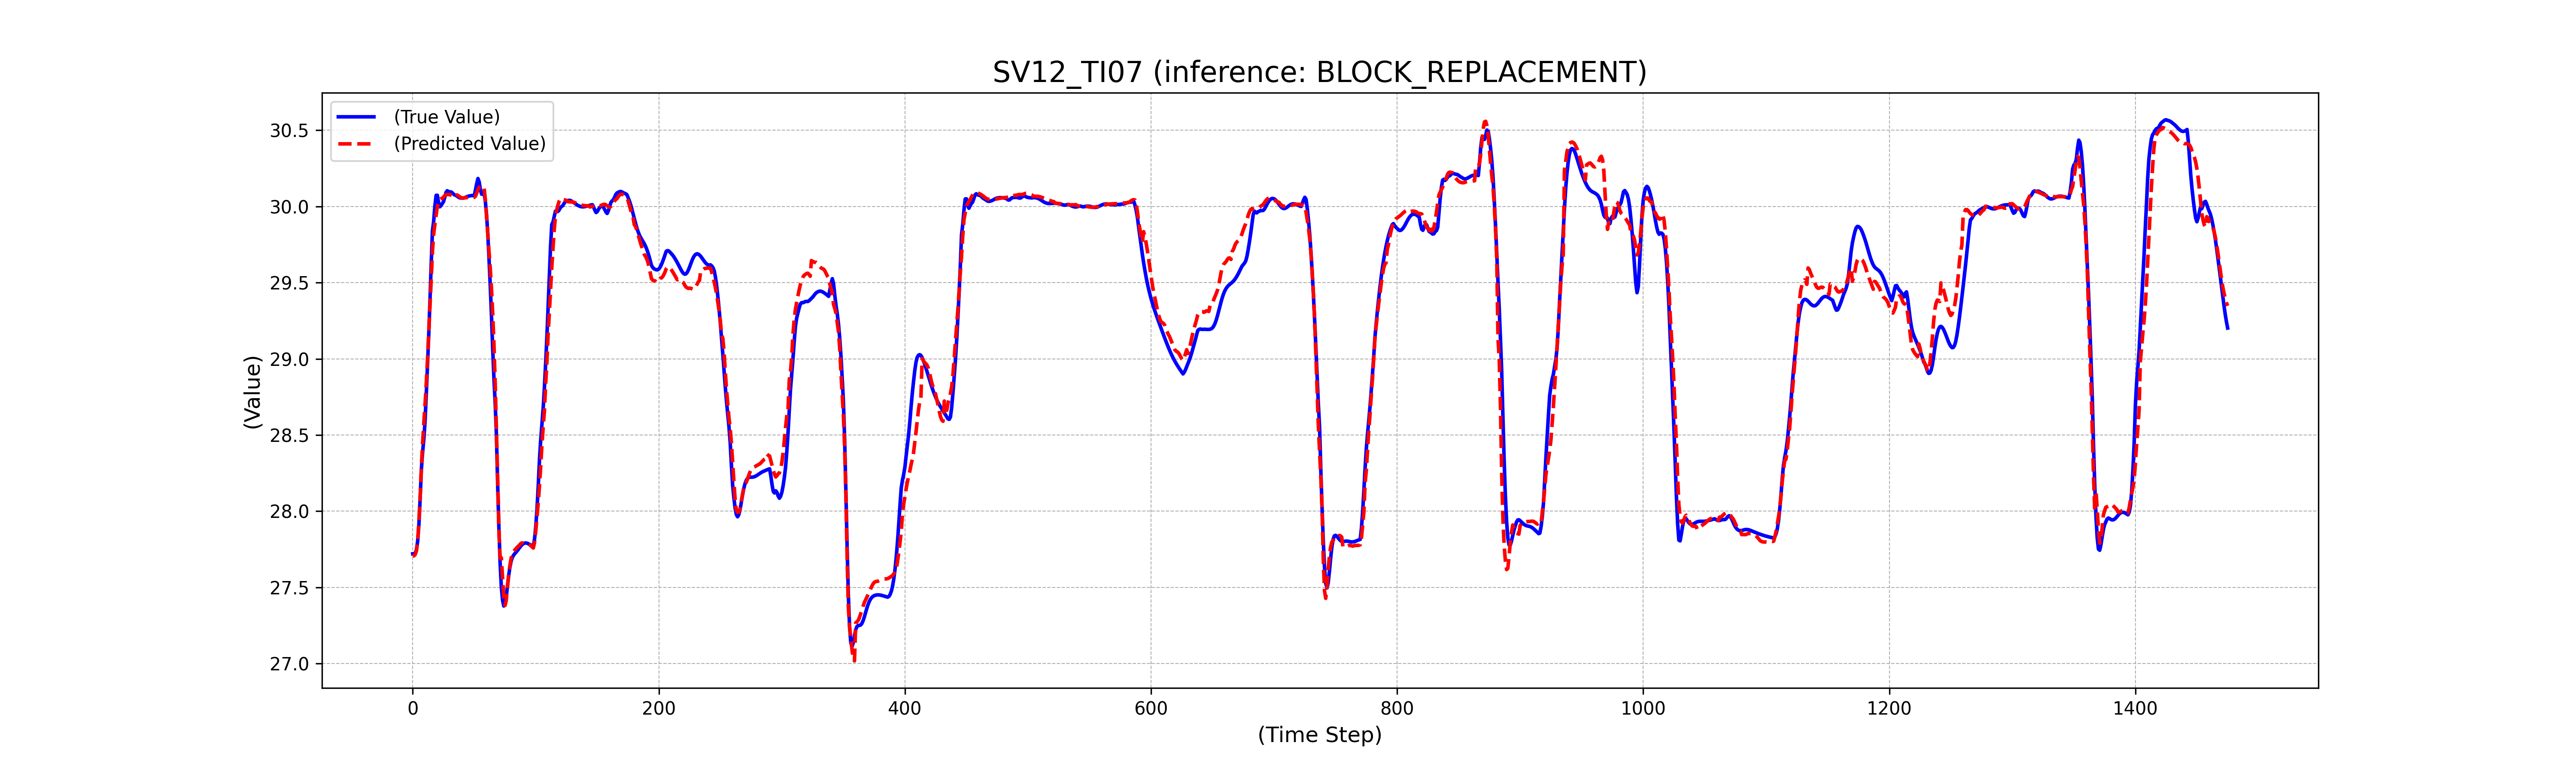 SV12_TI07 (inference: BLOCK_REPLACEMENT)
(True Value)
(Predicted Value)
(Value)
30.5
30.0
29.5
29.0
28.5
28.0
27.5
27.0
0 200 400 600 800 1000 1200 1400
(Time Step)